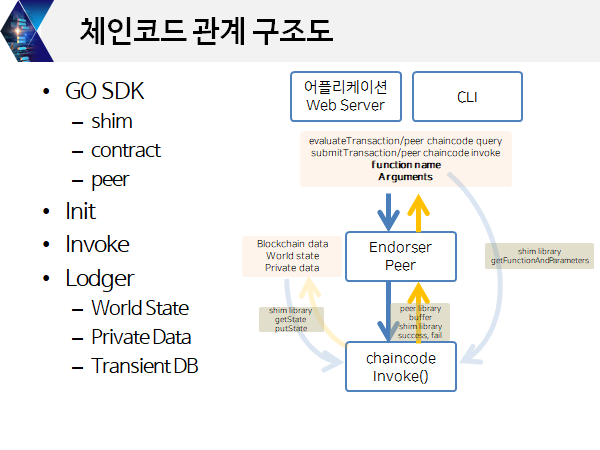 체인코드 관계 구조도
• GO SDK
– shim
– contract
– peer
• Init
• Invoke
• Lodger
– World State
– Private Data
– Transient DB
어플리케이션
Web Server
CLI
evaluateTransaction/peer chaincode query
submitTransaction/peer chaincode invoke
function name
Arguments
Blockchain data
World state
Private data
Endorser
Peer
shim library
getFunctionAndParameters
shim library
getState
putState
peer library
buffer
shim library
success, fail
chaincode
Invoke()